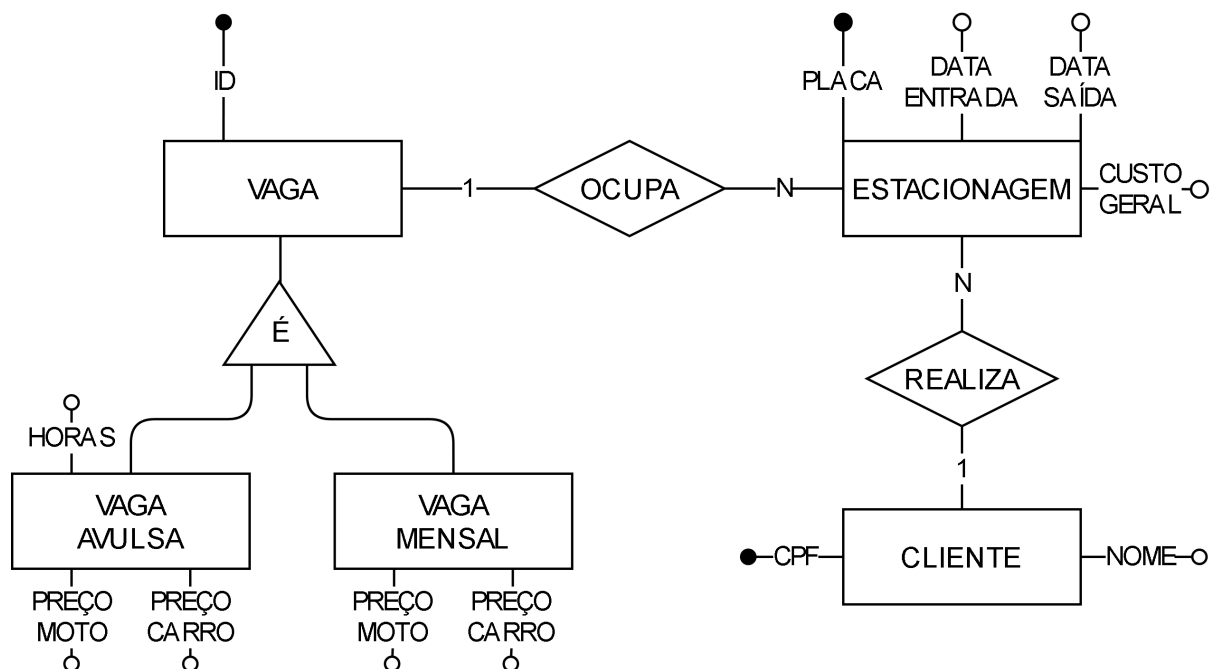 ID
PLACA
DATA
ENTRADA
DATA
SAÍDA
VAGA
1
OCUPA
N
ESTACIONAGEM
CUSTO
GERAL
N
É
REALIZA
HORAS
1
VAGA
AVULSA
VAGA
MENSAL
CPF
CLIENTE
NOME
PREÇO
MOTO
PREÇO
CARRO
PREÇO
MOTO
PREÇO
CARRO